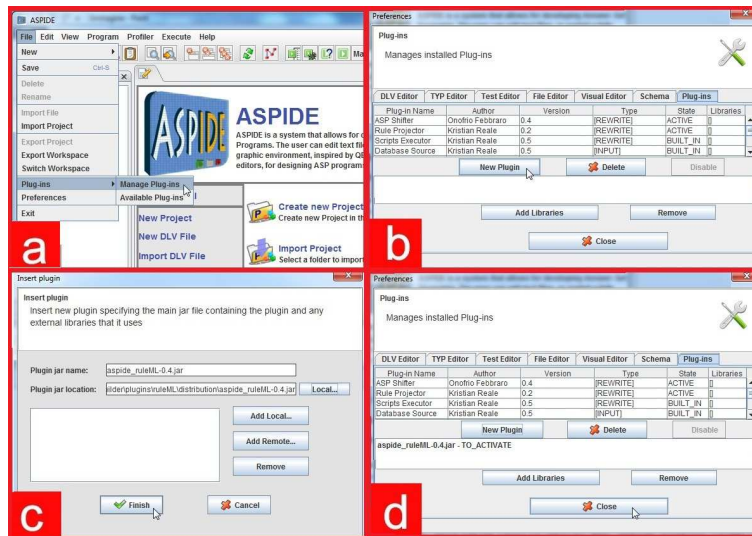 ASPIDE
File Edit View Program Profiler Execute Help
New
Save Ctrl-S
Delete
Rename
Import File
Import Project
Export Project
Export Workspace
Switch Workspace
Plug-ins
Preferences
Exit
Manage Plug-ins
Available Plug-ins
ASPIDE
ASPIDE
ASPIDE is a system that allows for
Programs. The user can edit text
graphic environment, inspired by
editors, for designing ASP program
New Project
New DLV File
Import DLV File
Create new Project
Create new Project in th
Import Project
Select a folder to import
a
Preferences
Plug-ins
Manages installed Plug-ins
DLV Editor TYP Editor Test Editor File Editor Visual Editor Schema Plug-ins
Plug-in Name Author Version Type State Libraries
ASP Shifter Onofrio Febbraro 0.4 [REWRITE] ACTIVE []
Rule Projector Kristian Reale 0.2 [REWRITE] ACTIVE []
Scripts Executor Kristian Reale 0.5 [REWRITE] BUILT_IN []
Database Source Kristian Reale 0.5 [INPUT] BUILT_IN []
New Plugin Delete Disable
Add Libraries Remove
Close
b
Insert plugin
Insert plugin
Insert new plugin specifying the main jar file containing the plugin and any
external libraries that it uses
Plugin jar name: aspide_ruleML-0.4.jar
Plugin jar location: ilder\plugins\ruleML\distribution\aspide_ruleML-0.4.jar Local...
Add Local...
Add Remote...
Remove
Finish Cancel
c
Preferences
Plug-ins
Manages installed Plug-ins
DLV Editor TYP Editor Test Editor File Editor Visual Editor Schema Plug-ins
Plug-in Name Author Version Type State Libraries
ASP Shifter Onofrio Febbraro 0.4 [REWRITE] ACTIVE []
Rule Projector Kristian Reale 0.2 [REWRITE] ACTIVE []
Scripts Executor Kristian Reale 0.5 [REWRITE] BUILT_IN []
Database Source Kristian Reale 0.5 [INPUT] BUILT_IN []
New Plugin Delete Disable
aspide_ruleML-0.4.jar - TO_ACTIVATE
Add Libraries Remove
Close
d